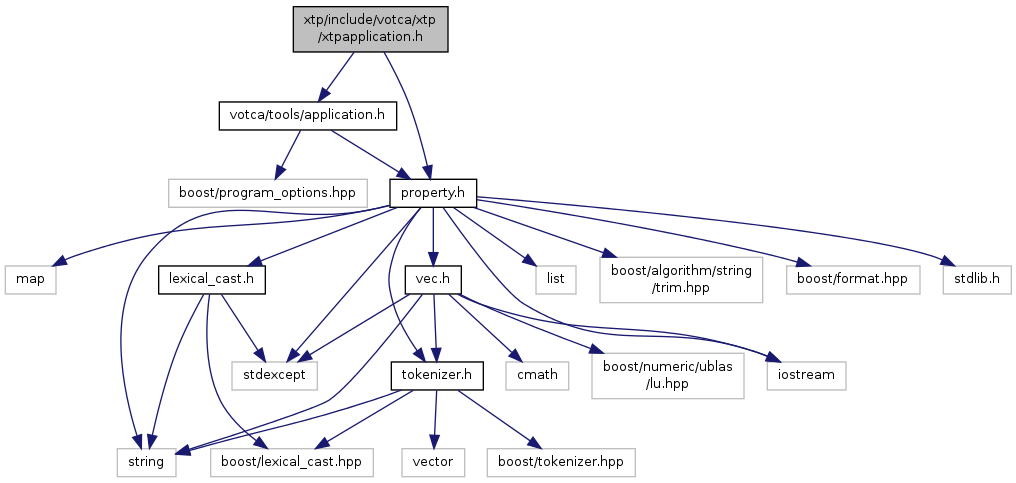 xtp/include/votca/xtp
/xtpapplication.h
votca/tools/application.h
boost/program_options.hpp
property.h
map
lexical_cast.h
vec.h
list
boost/algorithm/string
/trim.hpp
boost/format.hpp
stdlib.h
stdexcept
tokenizer.h
cmath
boost/numeric/ublas
/lu.hpp
iostream
string
boost/lexical_cast.hpp
vector
boost/tokenizer.hpp